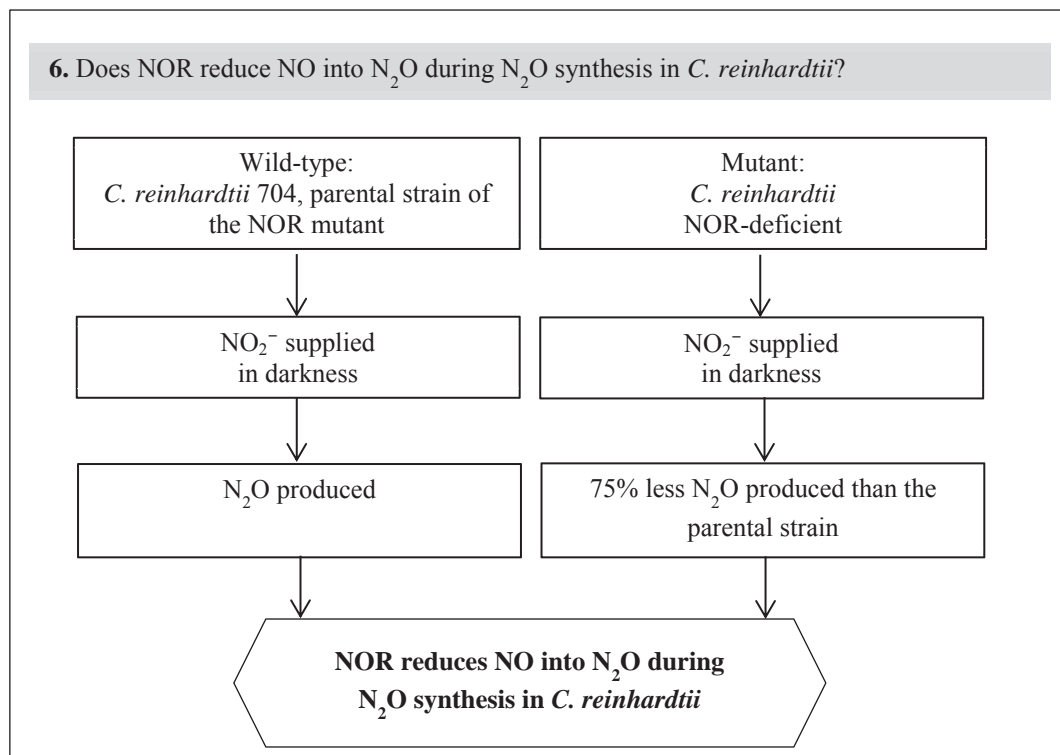 6. Does NOR reduce NO into N₂O during N₂O synthesis in C. reinhardtii?
Wild-type:
C. reinhardtii 704, parental strain of
the NOR mutant
Mutant:
C. reinhardtii
NOR-deficient
NO₂⁻ supplied
in darkness
NO₂⁻ supplied
in darkness
N₂O produced
75% less N₂O produced than the
parental strain
NOR reduces NO into N₂O during
N₂O synthesis in C. reinhardtii